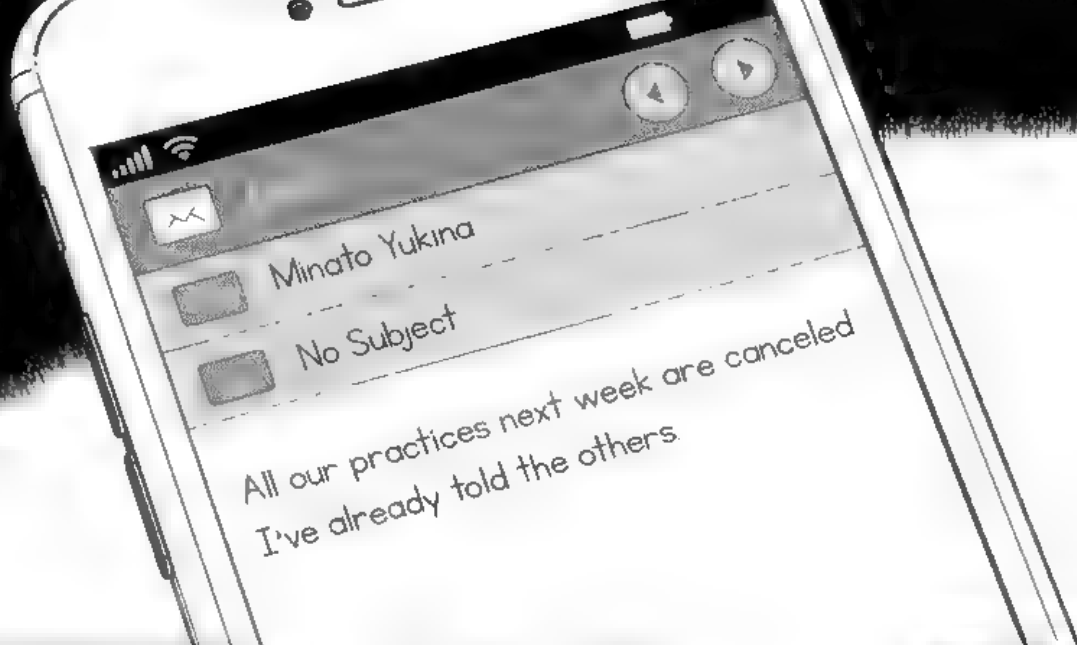 Minato Yukina
No Subject
All our practices next week are canceled
I've already told the others.